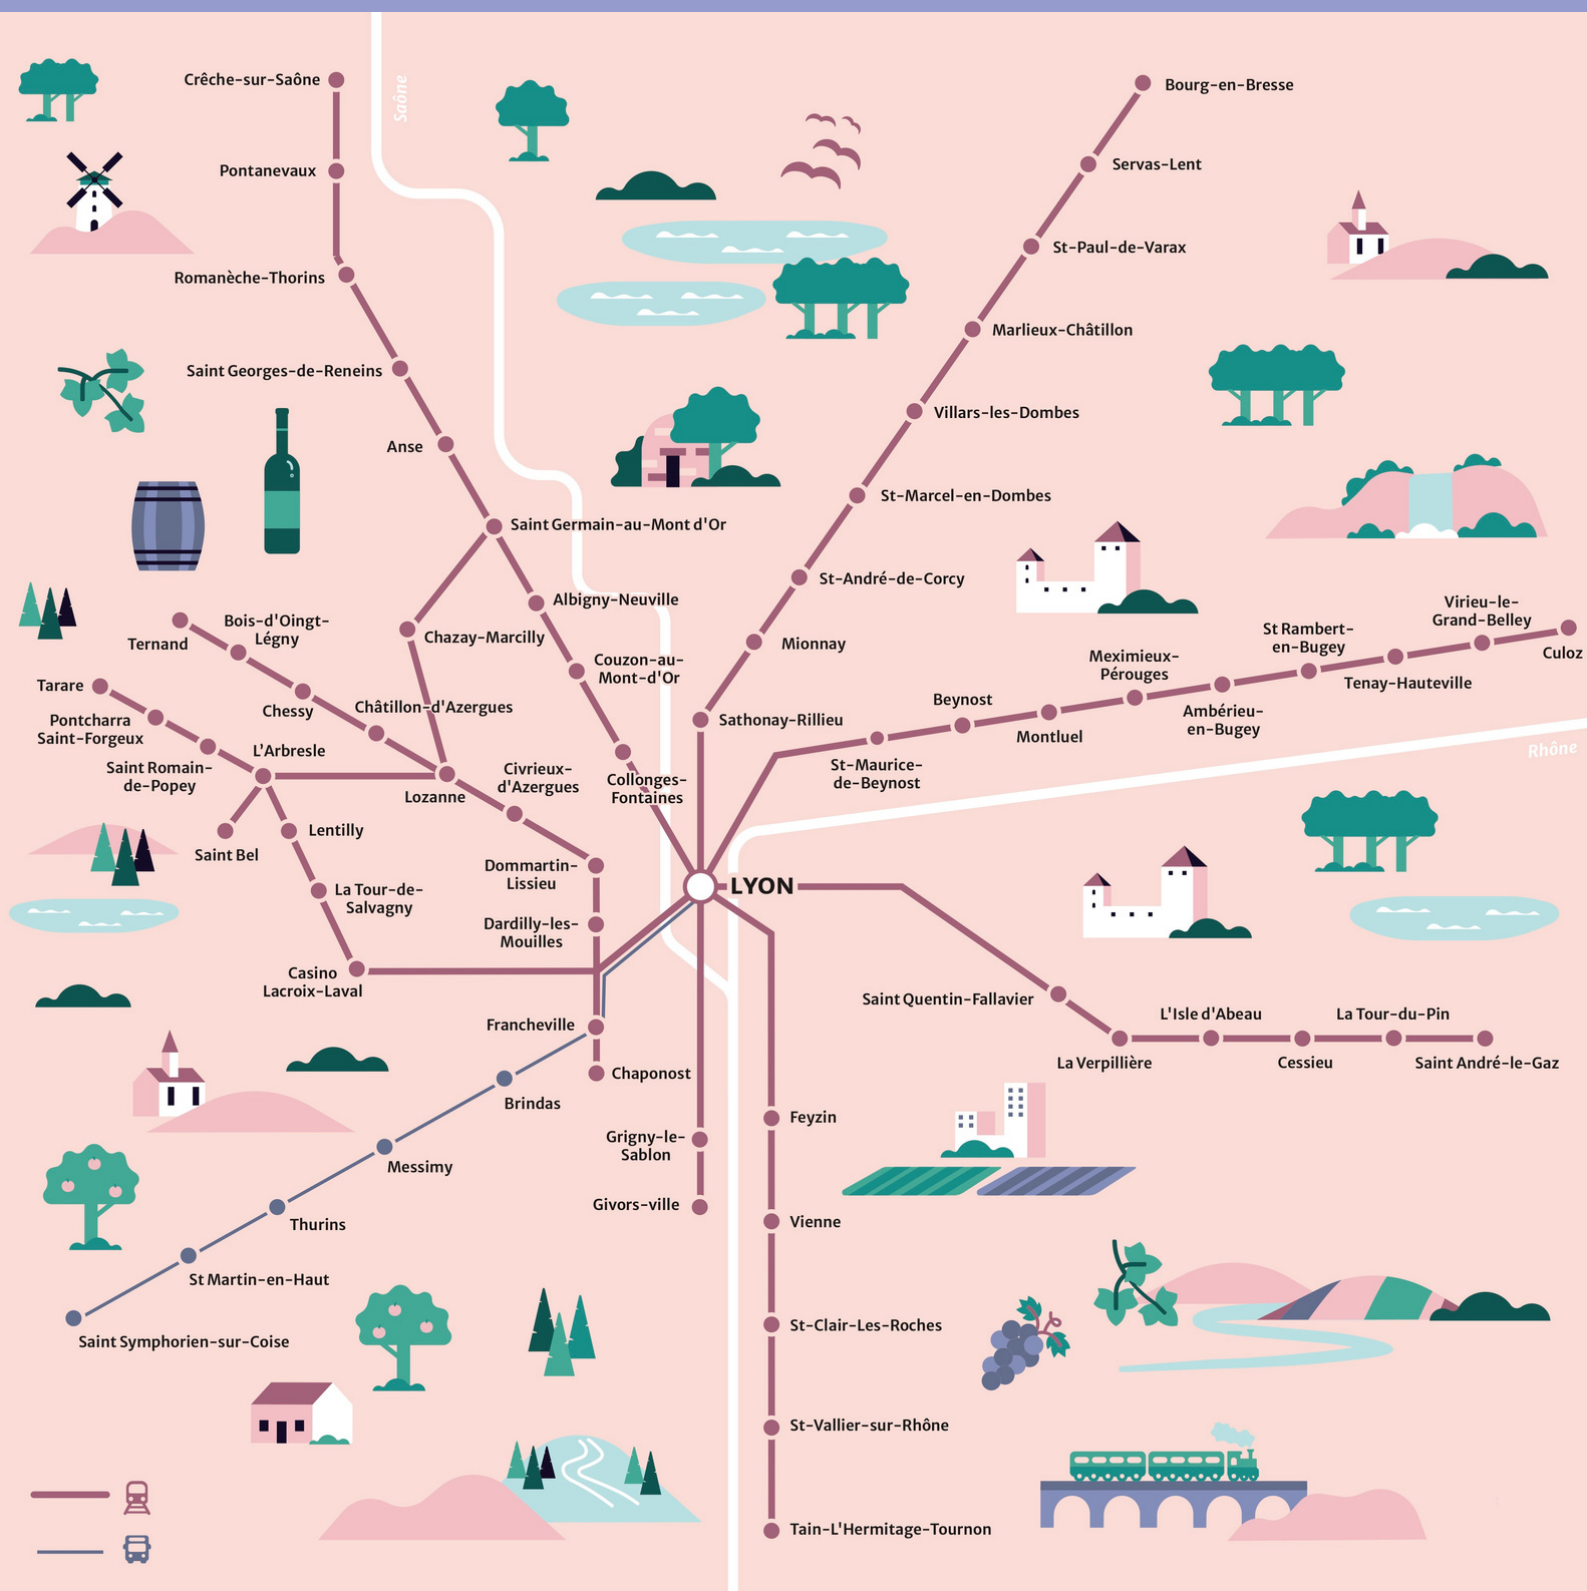 Crêche-sur-Saône
Saône
Bourg-en-Bresse
Pontanevaux
Servas-Lent
St-Paul-de-Varax
Romanèche-Thorins
Marlieux-Châtillon
Saint Georges-de-Reneins
Villars-les-Dombes
Anse
St-Marcel-en-Dombes
Saint Germain-au-Mont d'Or
St-André-de-Corcy
Albigny-Neuville
Virieu-le-
Grand-Belley
Bois-d'Oingt-
Légny
Ternand
Chazay-Marcilly
Mionnay
St Rambert-
en-Bugey
Culoz
Couzon-au-
Mont-d'Or
Meximieux-
Pérouges
Tarare
Tenay-Hauteville
Beynost
Chessy
Châtillon-d'Azergues
Sathonay-Rillieu
Ambérieu-
en-Bugey
Pontcharra
Saint-Forgeux
Montluel
L'Arbresle
Rhône
Saint Romain-
de-Popey
Civrieux-
d'Azergues
St-Maurice-
de-Beynost
Collonges-
Fontaines
Lozanne
Lentilly
Saint Bel
Dommartin-
Lissieu
LYON
La Tour-de-
Salvagny
Dardilly-les-
Mouilles
Casino
Lacroix-Laval
Saint Quentin-Fallavier
L'Isle d'Abeau
La Tour-du-Pin
Francheville
La Verpillière
Cessieu
Saint André-le-Gaz
Chaponost
Brindas
Feyzin
Grigny-le-
Sablon
Messimy
Givors-ville
Thurins
Vienne
St Martin-en-Haut
St-Clair-Les-Roches
Saint Symphorien-sur-Coise
St-Vallier-sur-Rhône
Tain-L'Hermitage-Tournon